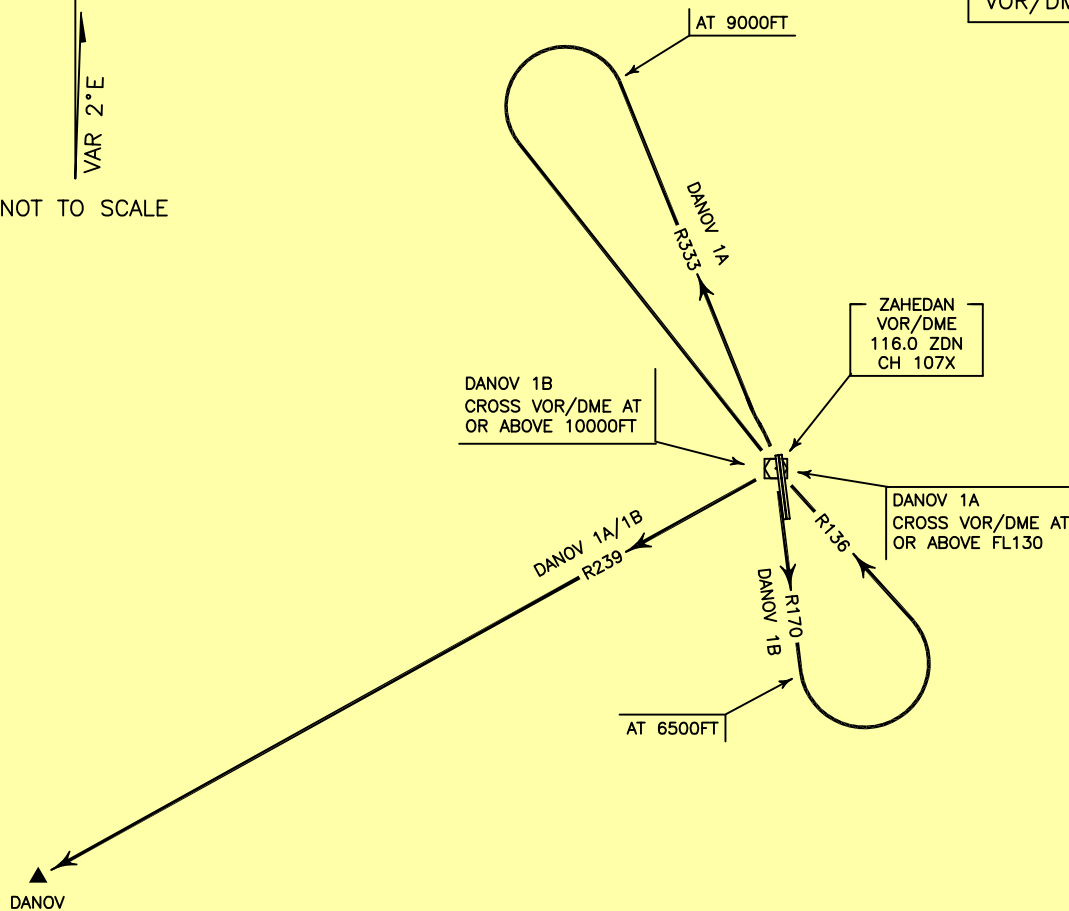 VOR/DM
AT 9000FT
VAR 2°E
NOT TO SCALE
DANOV 1A
R333
ZAHEDAN
VOR/DME
116.0 ZDN
CH 107X
DANOV 1B
CROSS VOR/DME AT
OR ABOVE 10000FT
DANOV 1A
CROSS VOR/DME AT
OR ABOVE FL130
R136
DANOV 1A/1B
R239
R170
DANOV 1B
AT 6500FT
DANOV